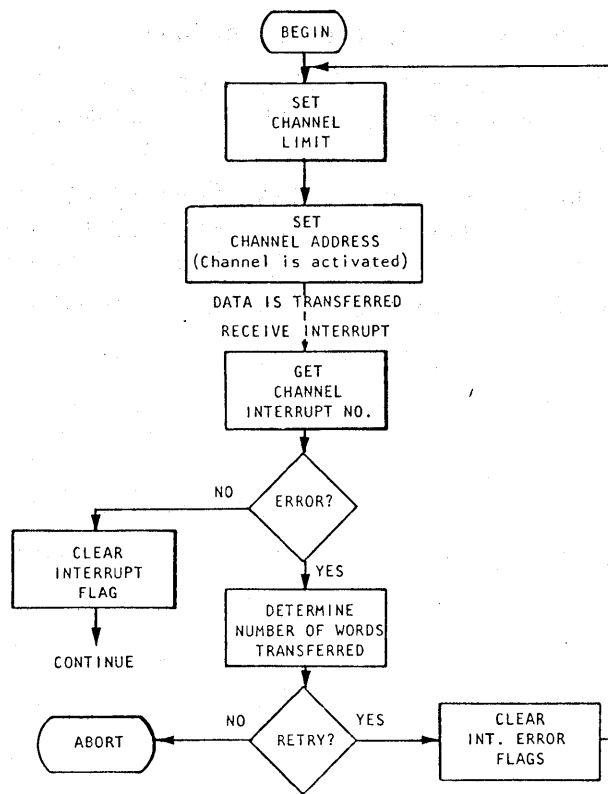 BEGIN
SET
CHANNEL
LIMIT
SET
CHANNEL ADDRESS
(Channel is activated)
DATA IS TRANSFERRED
RECEIVE INTERRUPT
GET
CHANNEL
INTERRUPT NO.
ERROR?
NO
YES
CLEAR
INTERRUPT
FLAG
CONTINUE
DETERMINE
NUMBER OF WORDS
TRANSFERRED
RETRY?
NO
YES
ABORT
CLEAR
INT. ERROR
FLAGS